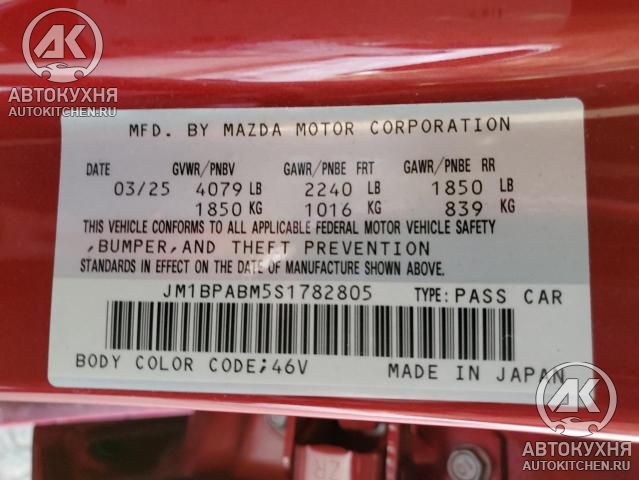 АК
АВТОКУХНЯ
AUTOKITCHEN.RU
MFD. BY MAZDA MOTOR CORPORATION
DATE GVWR/PNBV GAWR/PNBE FRT GAWR/PNBE RR
03/25 4079 LB 2240 LB 1850 LB
1850 KG 1016 KG 839 KG
THIS VEHICLE CONFORMS TO ALL APPLICABLE FEDERAL MOTOR VEHICLE SAFETY
,BUMPER,AND THEFT PREVENTION
STANDARDS IN EFFECT ON THE DATE OF MANUFACTURE SHOWN ABOVE.
JM1BPABM5S1782805 TYPE: PASS CAR
BODY COLOR CODE;46V MADE IN JAPAN
АК
АВТОКУХНЯ
AUTOKITCHEN.RU